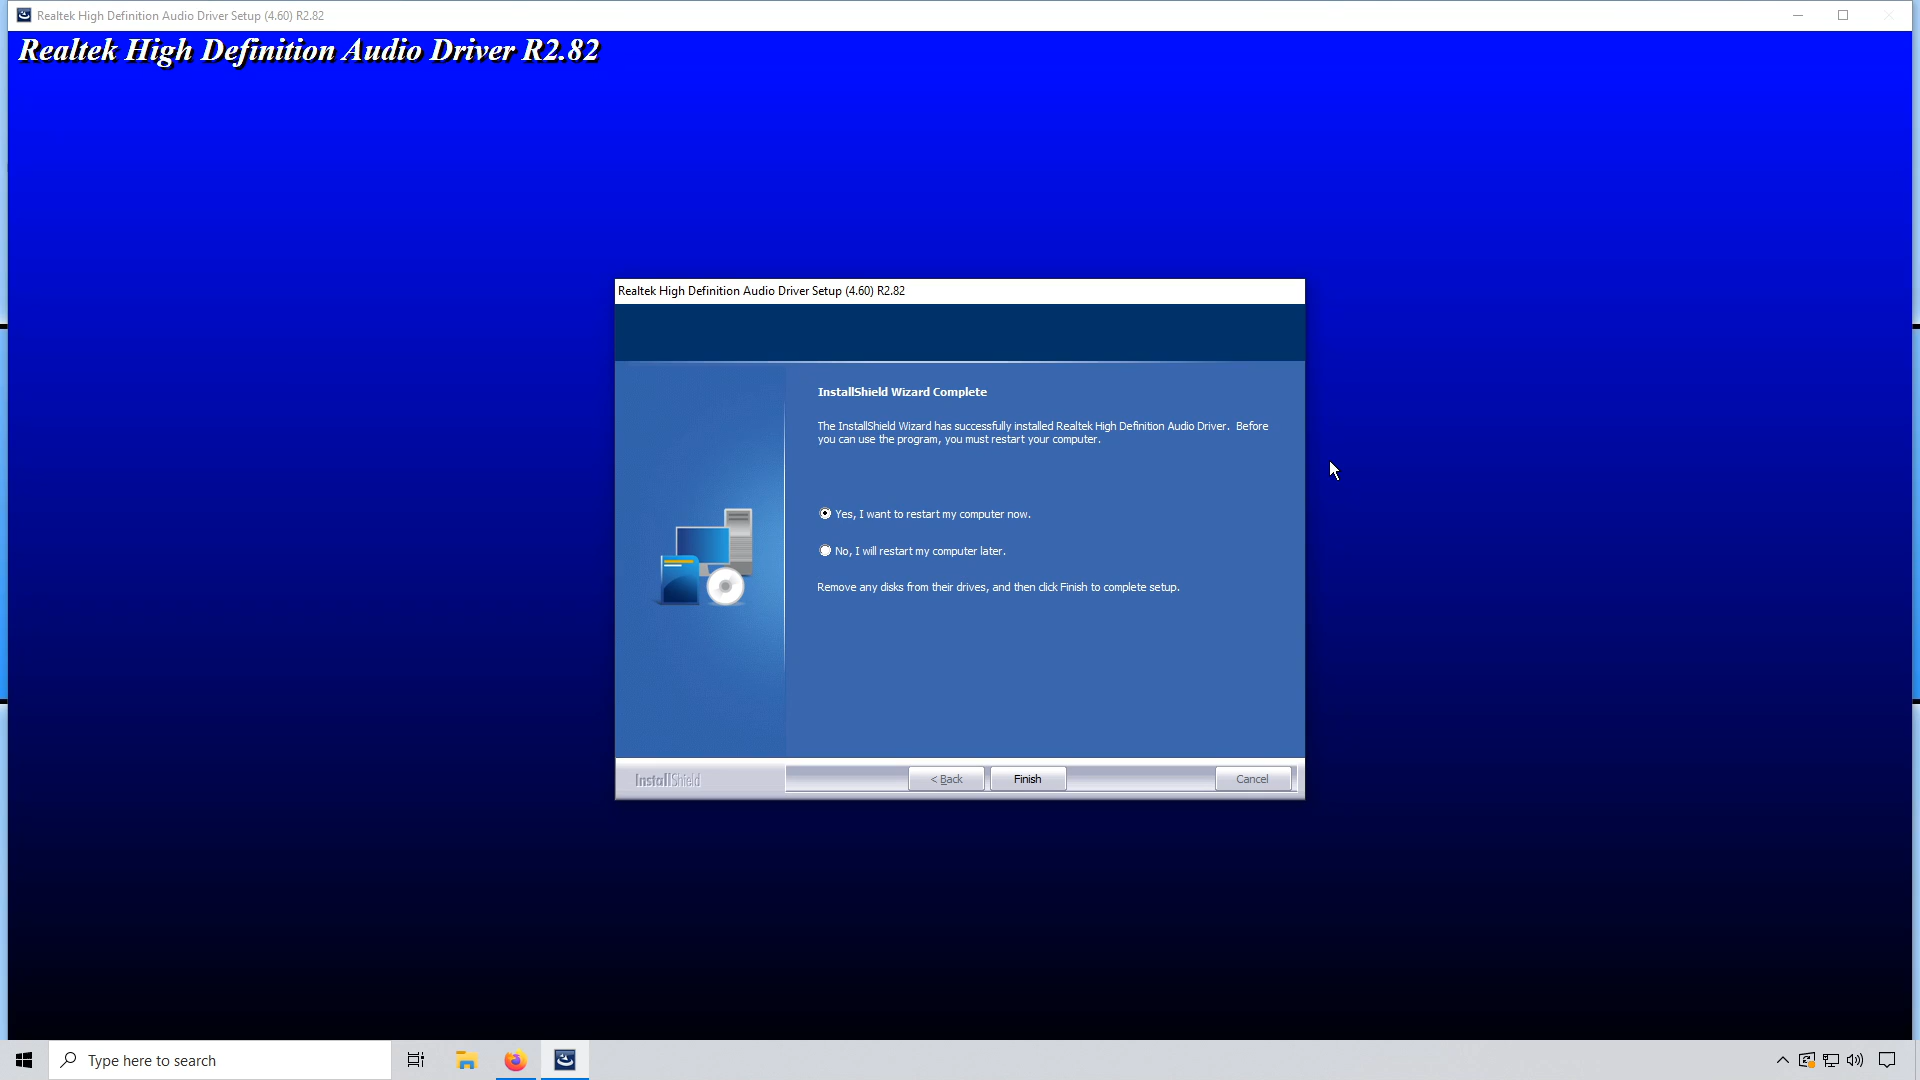 Realtek High Definition Audio Driver Setup (4.60) R2.82
Realtek High Definition Audio Driver R2.82
Realtek High Definition Audio Driver Setup (4.60) R2.82
InstallShield Wizard Complete
The InstallShield Wizard has successfully installed Realtek High Definition Audio Driver.  Before
you can use the program, you must restart your computer.
Yes, I want to restart my computer now.
No, I will restart my computer later.
Remove any disks from their drives, and then click Finish to complete setup.
InstallShield
< Back
Finish
Cancel
Type here to search